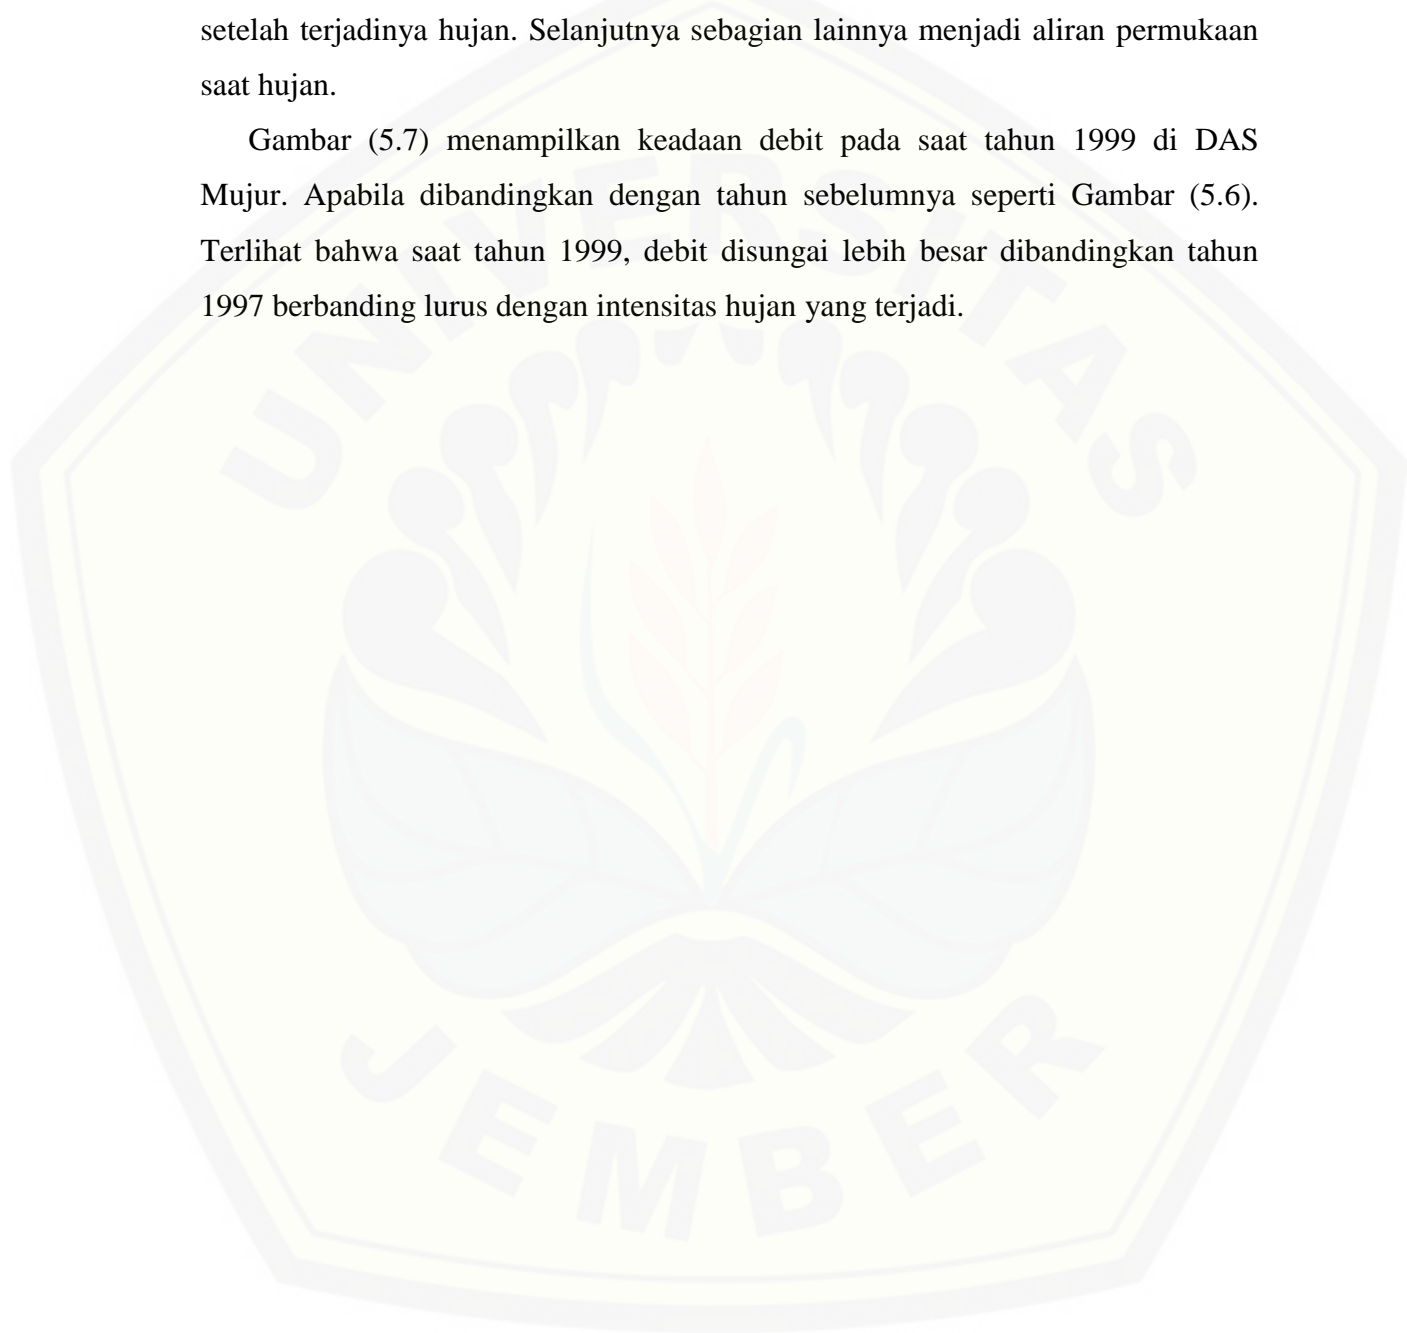 setelah terjadinya hujan. Selanjutnya sebagian lainnya menjadi aliran permukaan
saat hujan.
Gambar (5.7) menampilkan keadaan debit pada saat tahun 1999 di DAS
Mujur. Apabila dibandingkan dengan tahun sebelumnya seperti Gambar (5.6).
Terlihat bahwa saat tahun 1999, debit disungai lebih besar dibandingkan tahun
1997 berbanding lurus dengan intensitas hujan yang terjadi.
UNIVERSITAS
JEMBER